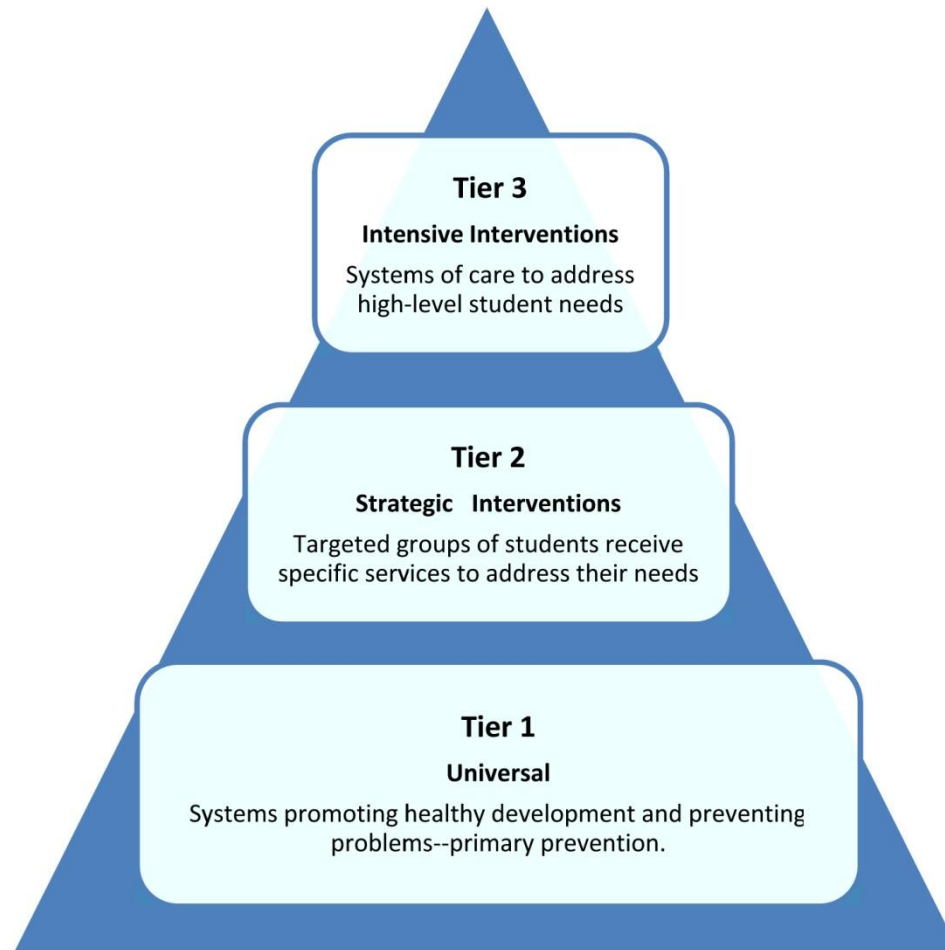 Tier 3
Intensive Interventions
Systems of care to address
high-level student needs
Tier 2
Strategic Interventions
Targeted groups of students receive
specific services to address their needs
Tier 1
Universal
Systems promoting healthy development and preventing
problems--primary prevention.